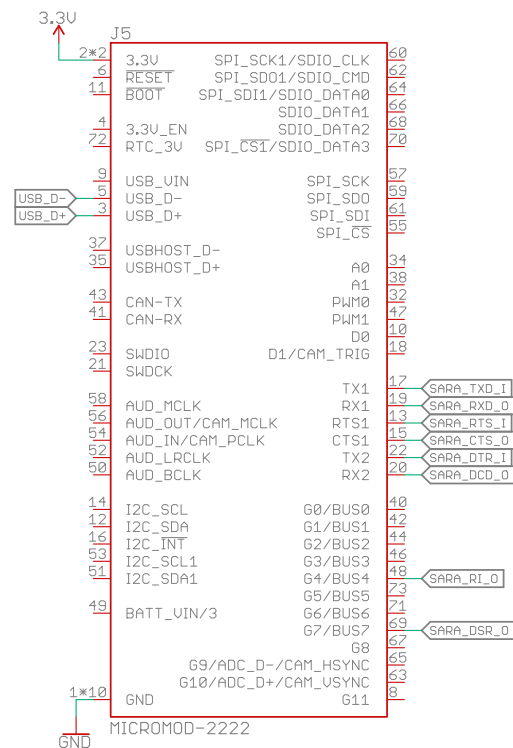 3.3V
J5
2*2 3.3V SPI_SCK1/SDIO_CLK 60
6 RESET SPI_SDO1/SDIO_CMD 62
11 BOOT SPI_SDI1/SDIO_DATA0 64
SDIO_DATA1 66
4 3.3V_EN SDIO_DATA2 68
72 RTC_3V SPI_CS1/SDIO_DATA3 70
9 USB_VIN SPI_SCK 57
USB_D- 5 USB_D- SPI_SDO 59
USB_D+ 3 USB_D+ SPI_SDI 61
SPI_CS 55
37 USBHOST_D-
35 USBHOST_D+ A0 34
A1 38
43 CAN-TX PWM0 32
41 CAN-RX PWM1 47
D0 10
23 SWDIO D1/CAM_TRIG 18
21 SWDCK
TX1 17 SARA_TXD_I
58 AUD_MCLK RX1 19 SARA_RXD_O
56 AUD_OUT/CAM_MCLK RTS1 13 SARA_RTS_I
54 AUD_IN/CAM_PCLK CTS1 15 SARA_CTS_O
52 AUD_LRCLK TX2 22 SARA_DTR_I
50 AUD_BCLK RX2 20 SARA_DCD_O
14 I2C_SCL G0/BUS0 40
12 I2C_SDA G1/BUS1 42
16 I2C_INT G2/BUS2 44
53 I2C_SCL1 G3/BUS3 46
51 I2C_SDA1 G4/BUS4 48 SARA_RI_O
G5/BUS5 73
49 BATT_VIN/3 G6/BUS6 71
G7/BUS7 69 SARA_DSR_O
G8 67
G9/ADC_D-/CAM_HSYNC 65
G10/ADC_D+/CAM_VSYNC 63
1*10 GND G11 8
MICROMOD-2222
GND